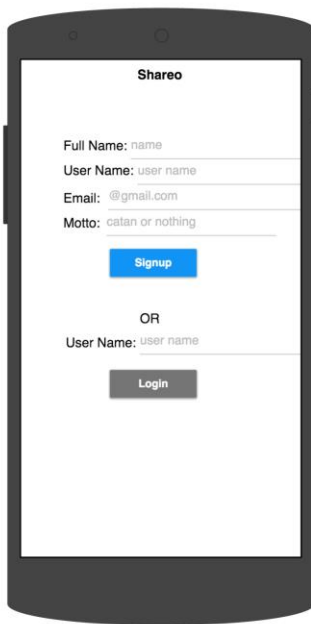 Shareo
Full Name: name
User Name: user name
Email: @gmail.com
Motto: catan or nothing
Signup
OR
User Name: user name
Login